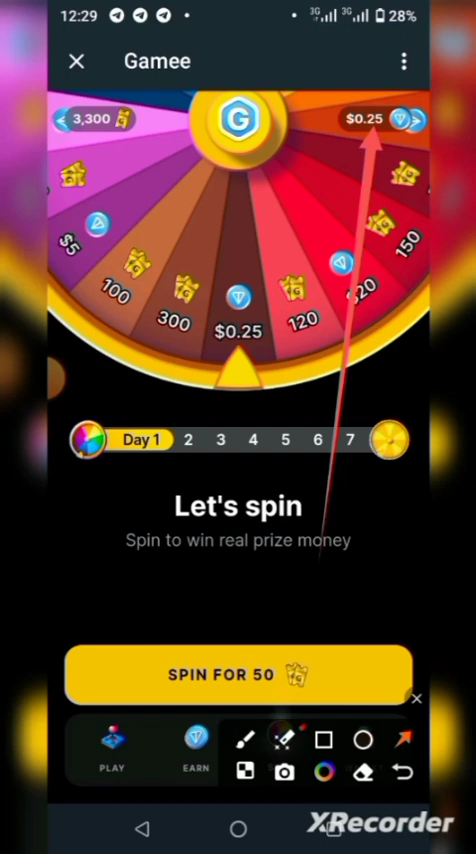 12:29 3G 3G 28%
Gamee
3,300 $0.25
$5 100 300 $0.25 120 $20 150
Day 1 2 3 4 5 6 7
Let's spin
Spin to win real prize money
SPIN FOR 50
PLAY EARN
XRecorder